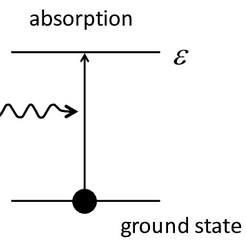 absorption
ε
ground state